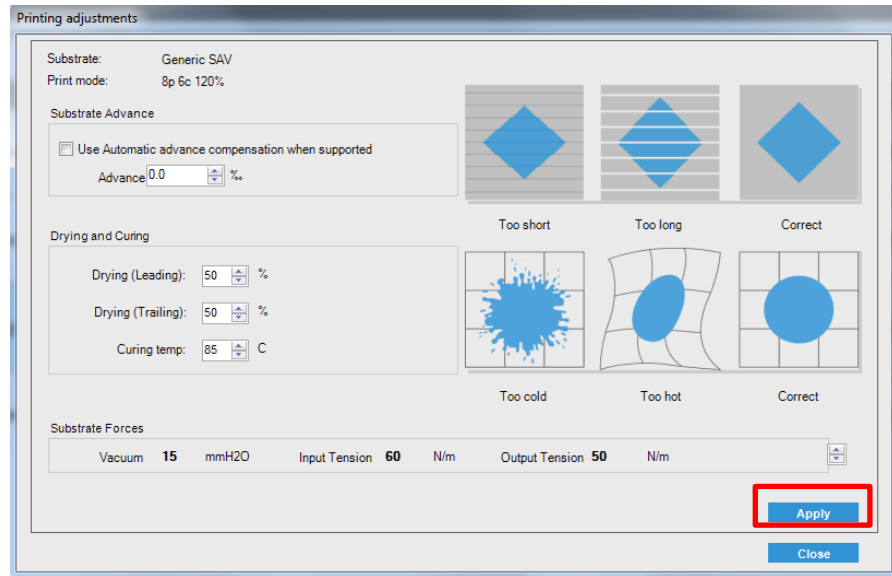 Printing adjustments
Substrate: Generic SAV
Print mode: 8p 6c 120%
Substrate Advance
Use Automatic advance compensation when supported
Advance 0.0 ‰
Too short Too long Correct
Drying and Curing
Drying (Leading): 50 %
Drying (Trailing): 50 %
Curing temp: 85 C
Too cold Too hot Correct
Substrate Forces
Vacuum 15 mmH2O Input Tension 60 N/m Output Tension 50 N/m
Apply
Close